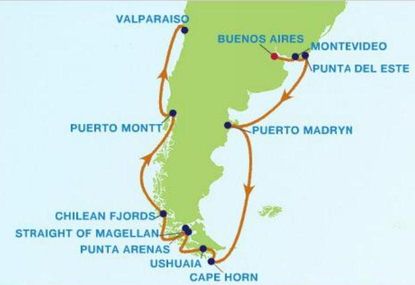 VALPARAISO
BUENOS AIRES
MONTEVIDEO
PUNTA DEL ESTE
PUERTO MONTT
PUERTO MADRYN
CHILEAN FJORDS
STRAIGHT OF MAGELLAN
PUNTA ARENAS
USHUAIA
CAPE HORN